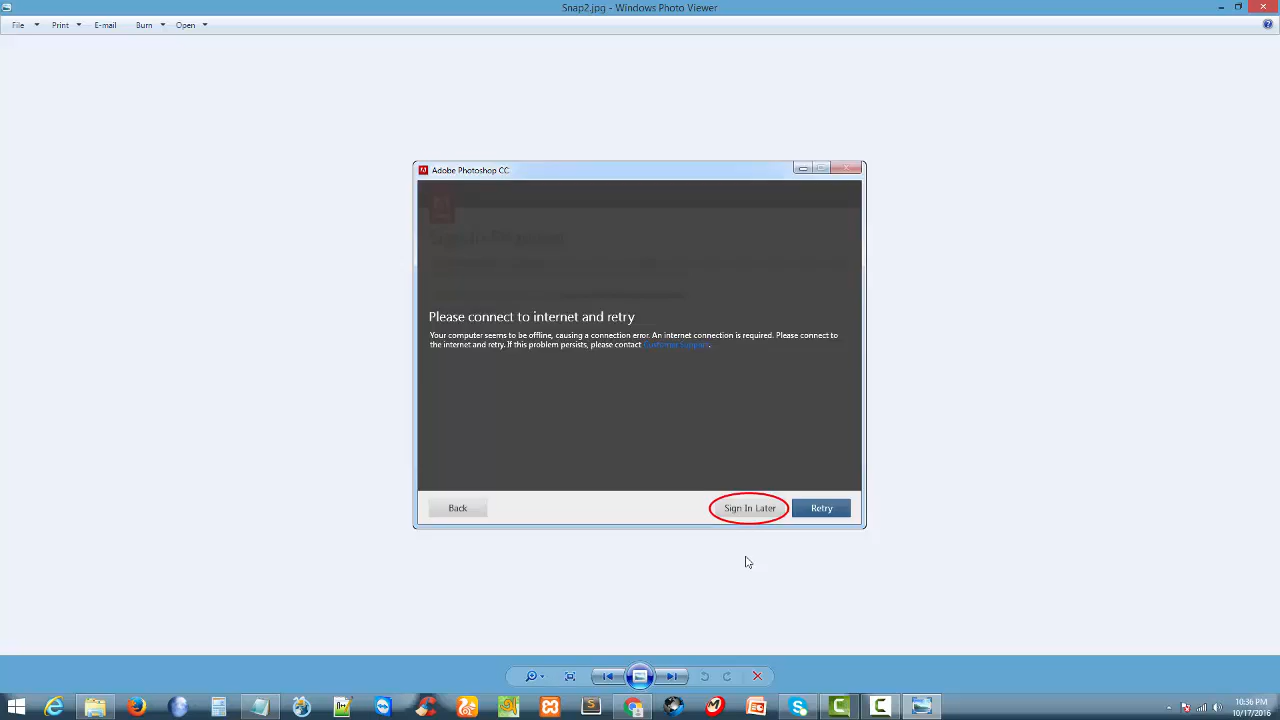 Snap2.jpg - Windows Photo Viewer
File Print E-mail Burn Open
Adobe Photoshop CC
Please connect to internet and retry
Your computer seems to be offline, causing a connection error. An internet connection is required. Please connect to
the internet and retry. If this problem persists, please contact Customer Support.
Back
Sign In Later
Retry
10:36 PM
10/17/2016